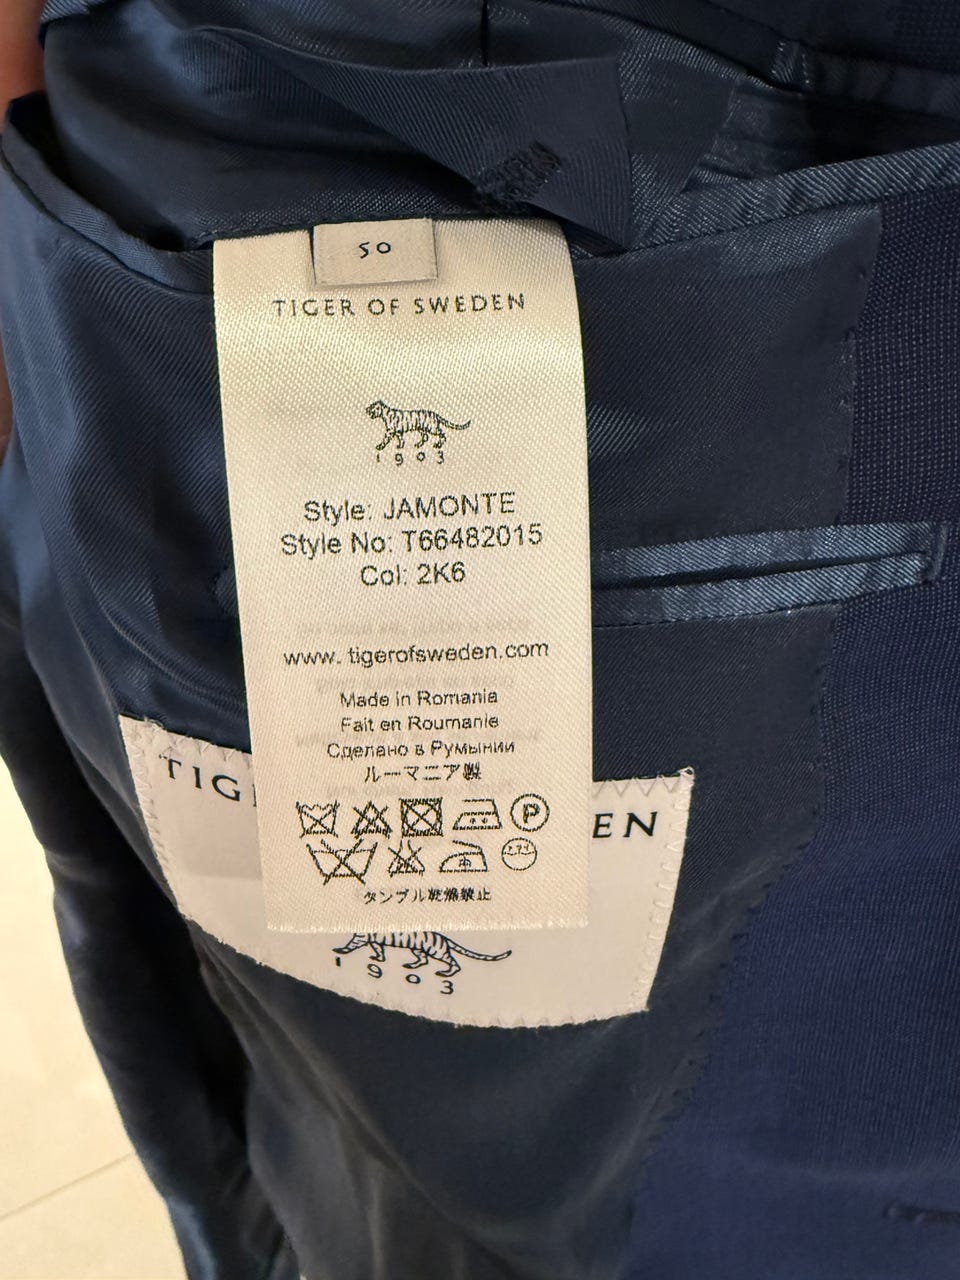 50
TIGER OF SWEDEN
1903
Style: JAMONTE
Style No: T66482015
Col: 2K6
www. tigerofsweden.com
Made in Romania
Fait en Roumanie
Сделано в Румынии
ルーマニア製
P
タンブル乾燥禁止
TIG EN
1903